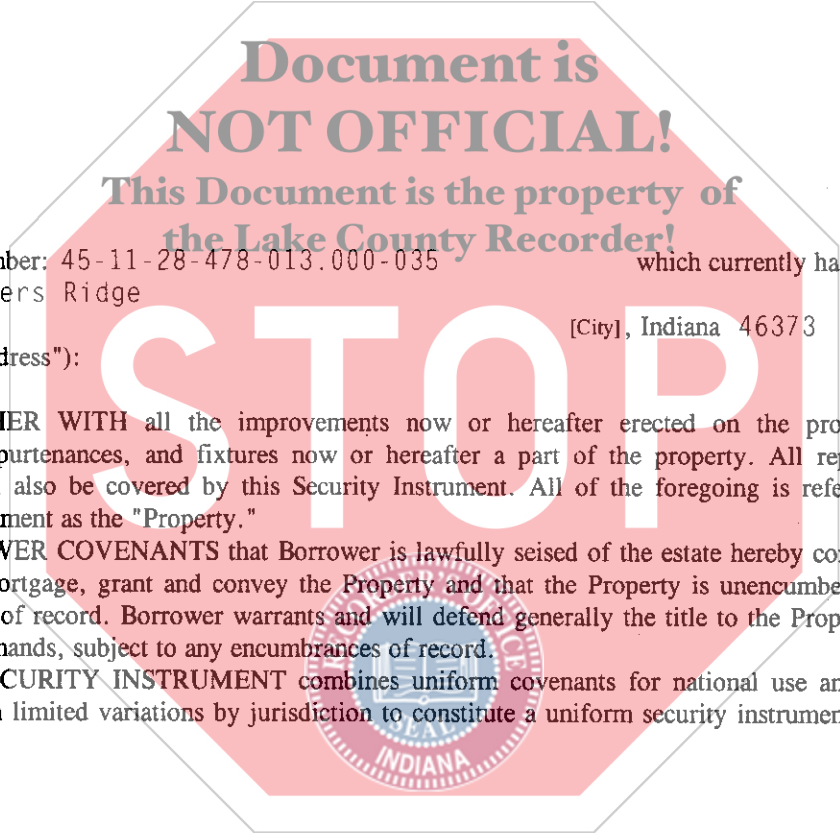 Document is
NOT OFFICIAL!
This Document is the property of
the Lake County Recorder!
ber: 45-11-28-478-013.000-035 which currently ha
ers Ridge
[City], Indiana 46373
dress"):
STOP
ER WITH all the improvements now or hereafter erected on the pro
purtenances, and fixtures now or hereafter a part of the property. All re
also be covered by this Security Instrument. All of the foregoing is refe
ment as the "Property."
WER COVENANTS that Borrower is lawfully seised of the estate hereby co
ortgage, grant and convey the Property and that the Property is unencumbe
of record. Borrower warrants and will defend generally the title to the Prop
nands, subject to any encumbrances of record.
CURITY INSTRUMENT combines uniform covenants for national use an
limited variations by jurisdiction to constitute a uniform security instrumen
SEAL
INDIANA